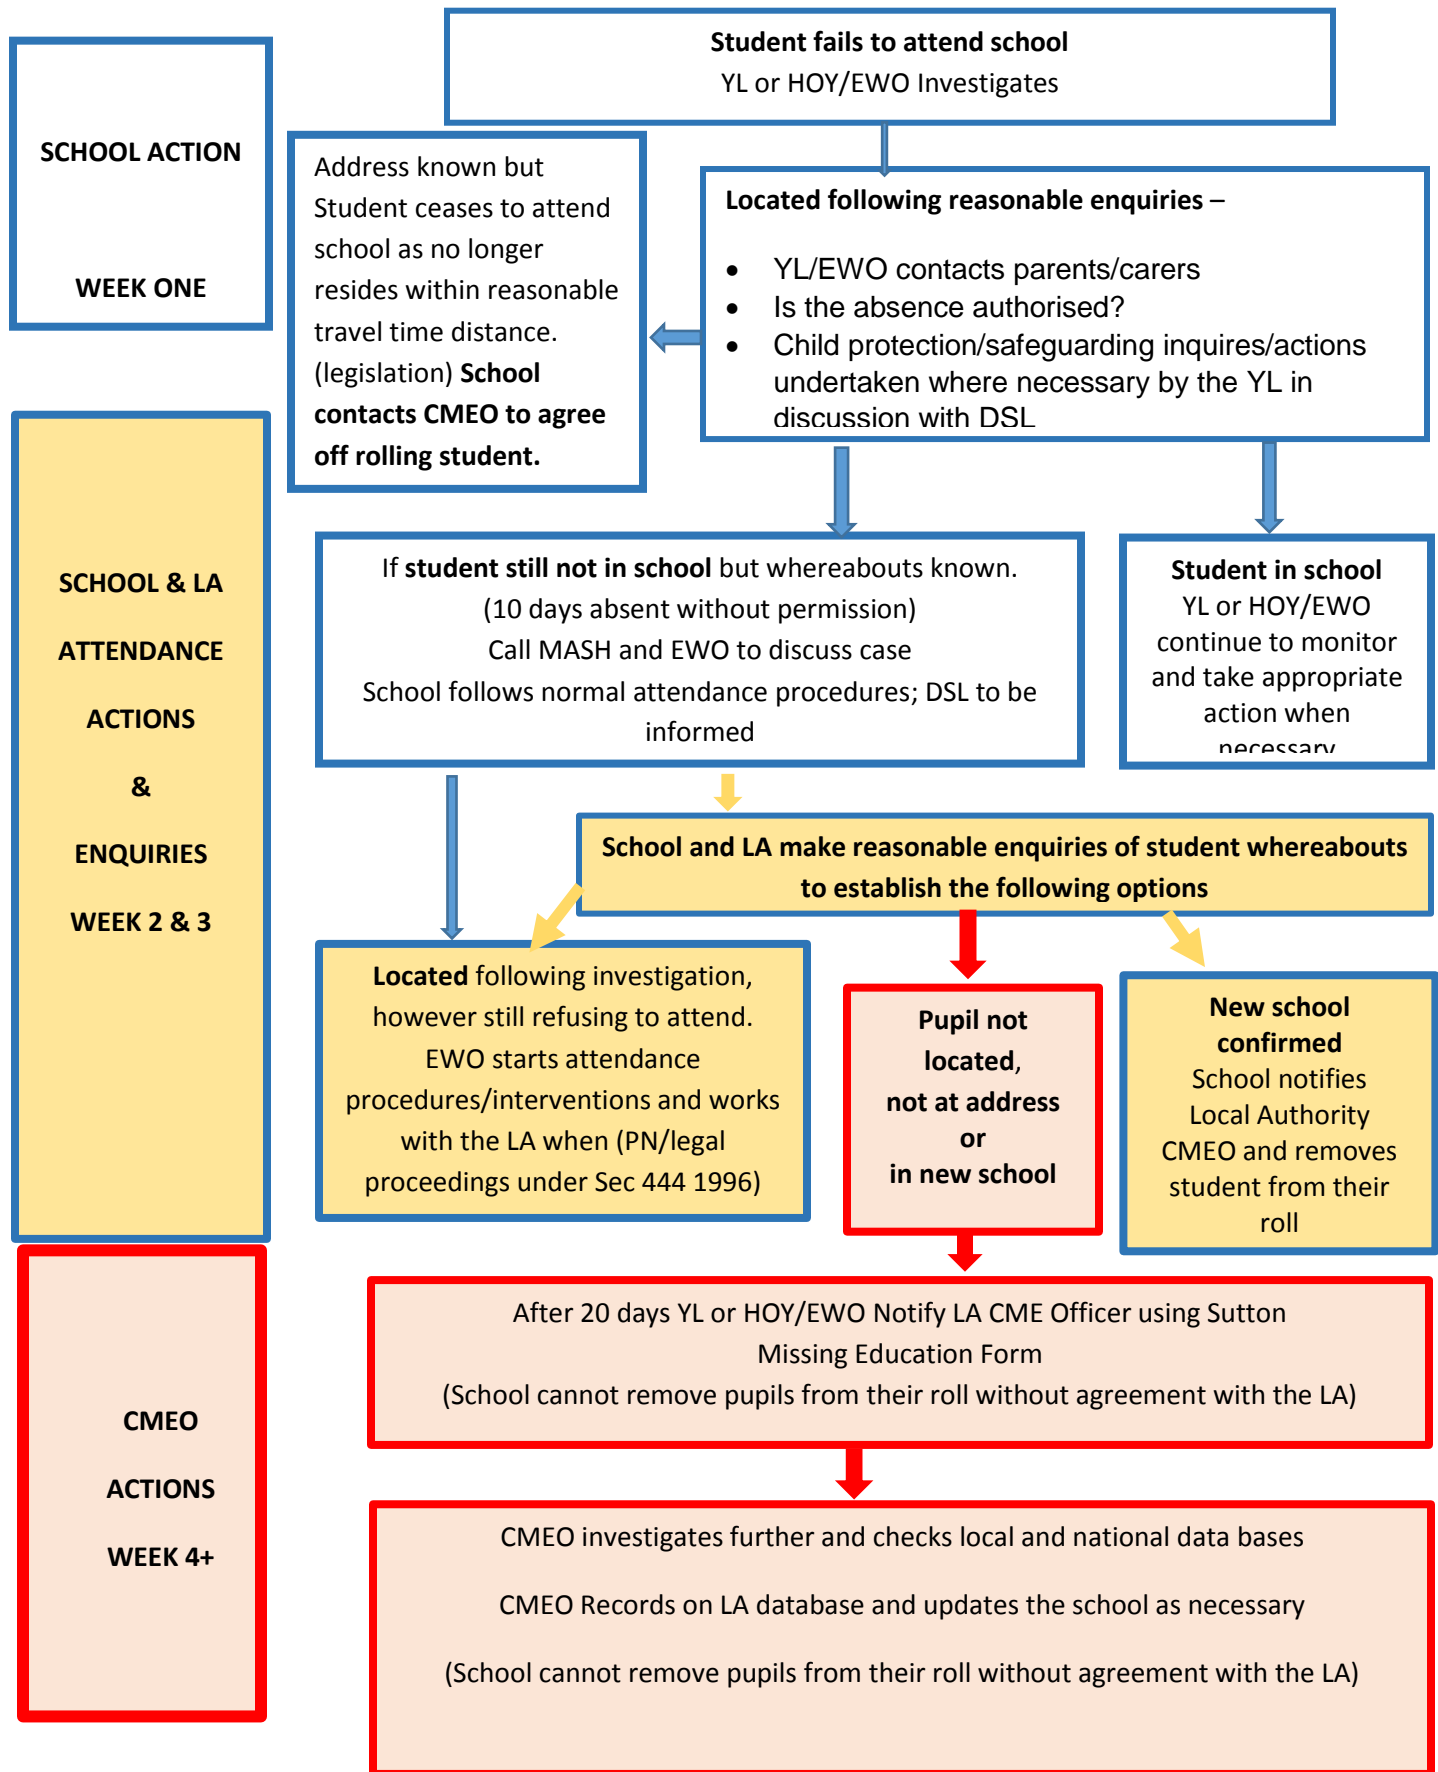 Student fails to attend school
YL or HOY/EWO Investigates
SCHOOL ACTION
WEEK ONE
Address known but
Student ceases to attend
school as no longer
resides within reasonable
travel time distance.
(legislation) School
contacts CMEO to agree
off rolling student.
Located following reasonable enquiries –
• YL/EWO contacts parents/carers
• Is the absence authorised?
• Child protection/safeguarding inquires/actions
undertaken where necessary by the YL in
discussion with DSL
SCHOOL & LA
ATTENDANCE
ACTIONS
&
ENQUIRIES
WEEK 2 & 3
If student still not in school but whereabouts known.
(10 days absent without permission)
Call MASH and EWO to discuss case
School follows normal attendance procedures; DSL to be
informed
Student in school
YL or HOY/EWO
continue to monitor
and take appropriate
action when
necessary
School and LA make reasonable enquiries of student whereabouts
to establish the following options
Located following investigation,
however still refusing to attend.
EWO starts attendance
procedures/interventions and works
with the LA when (PN/legal
proceedings under Sec 444 1996)
Pupil not
located,
not at address
or
in new school
New school
confirmed
School notifies
Local Authority
CMEO and removes
student from their
roll
CMEO
ACTIONS
WEEK 4+
After 20 days YL or HOY/EWO Notify LA CME Officer using Sutton
Missing Education Form
(School cannot remove pupils from their roll without agreement with the LA)
CMEO investigates further and checks local and national data bases
CMEO Records on LA database and updates the school as necessary
(School cannot remove pupils from their roll without agreement with the LA)